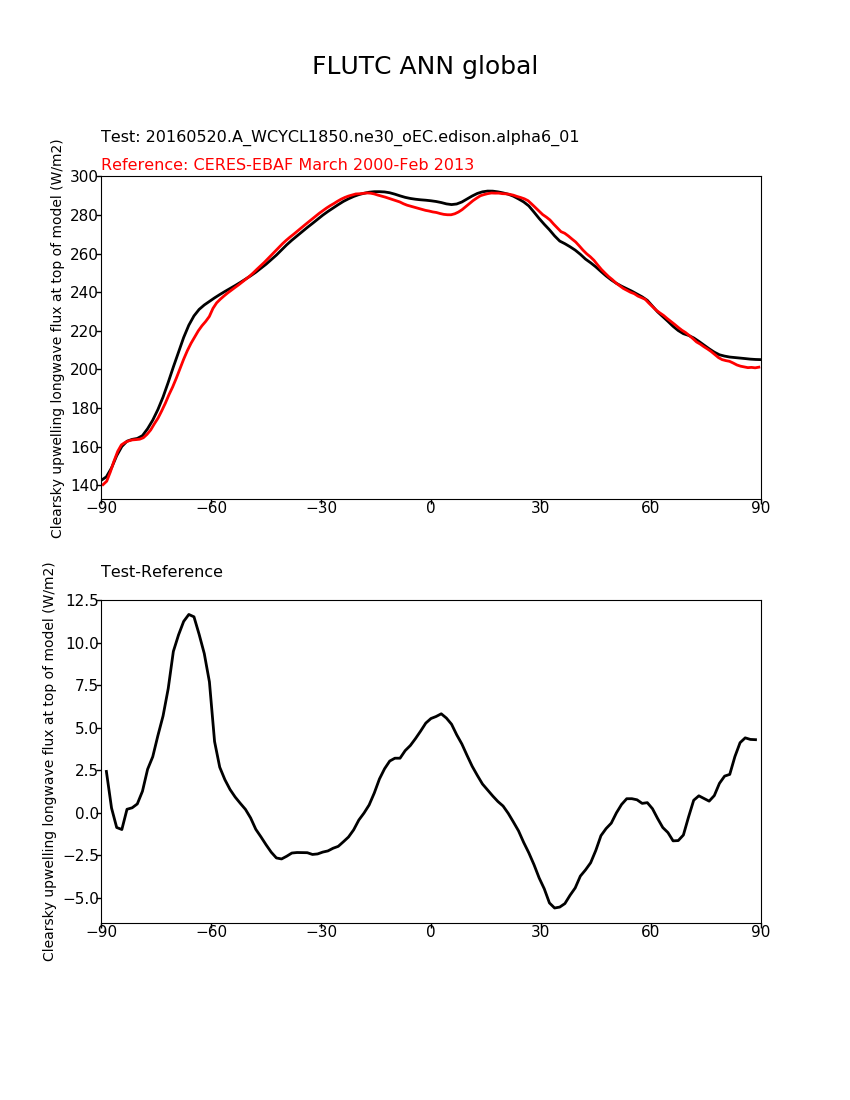 FLUTC ANN global
Test: 20160520.A_WCYCL1850.ne30_oEC.edison.alpha6_01
Reference: CERES-EBAF March 2000-Feb 2013
Clearsky upwelling longwave flux at top of model (W/m2)
300
280
260
240
220
200
180
160
140
−90 −60 −30 0 30 60 90
Test-Reference
Clearsky upwelling longwave flux at top of model (W/m2)
12.5
10.0
7.5
5.0
2.5
0.0
−2.5
−5.0
−90 −60 −30 0 30 60 90